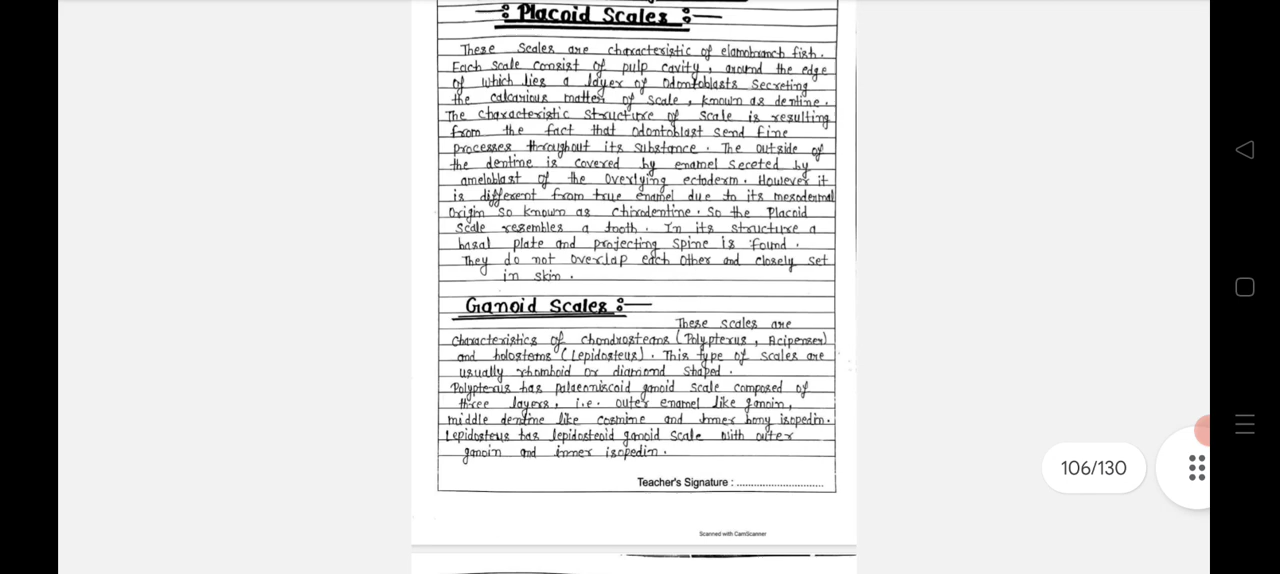 Placoid Scales :
These Scales are characteristic of elamobranch fish.
Each scale consist of pulp cavity, around the edge
of which lies a layer of Odontoblasts Secreting
the calcarious matter of scale, known as dentine.
The characteristic structure of scale is resulting
from the fact that Odontoblast send fine
processes throughout its substance. The outside of
the dentine is covered by enamel seceted by
ameloblast of the overlying ectoderm. However it
is different from true enamel due to its mesodermal
Origin so known as chirodentine. So the Placoid
Scale resembles a tooth. In its structure a
basal plate and projecting spine is found.
They do not overlap each other and closely set
in skin.
Ganoid Scales :
These scales are
characteristics of chondrosteans (Polypterus, Acipenser)
and holosteans (Lepidosteus). This type of scales are
usually rhomboid or diamond shaped.
Polypterus has palaeoniscoid ganoid scale composed of
three layers, i.e. outer enamel like ganoin,
middle dentine like cosmine and inner bony isopedin.
Lepidosteus has lepidosteoid ganoid scale with outer
ganoin and inner isopedin.
Teacher's Signature : ............................
Scanned with CamScanner
106/130